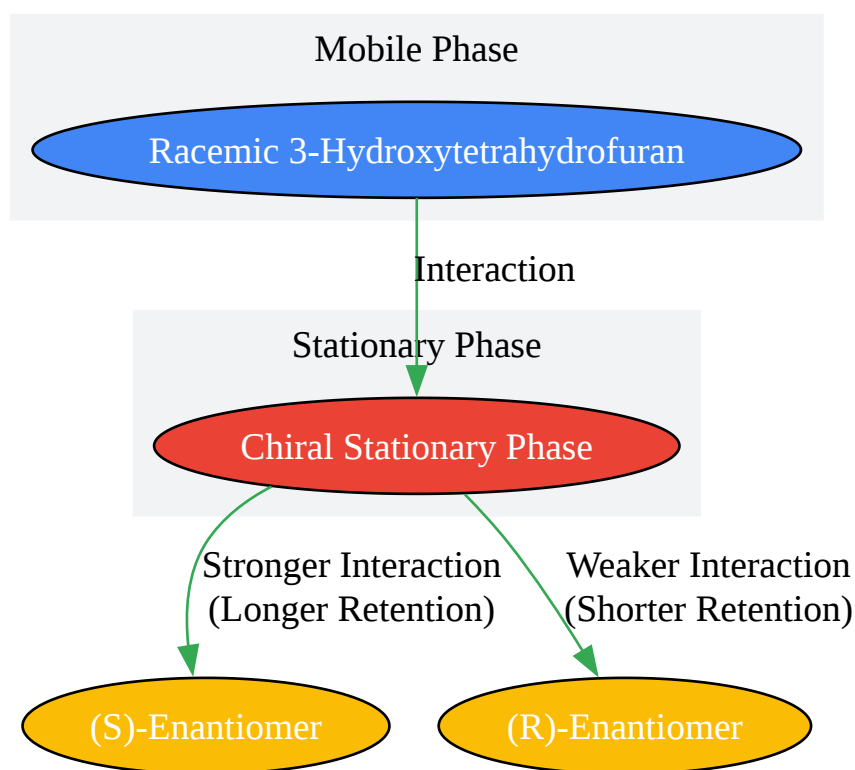 Mobile Phase
Racemic 3-Hydroxytetrahydrofuran
Interaction
Stationary Phase
Chiral Stationary Phase
Stronger Interaction
(Longer Retention)
Weaker Interaction
(Shorter Retention)
(S)-Enantiomer
(R)-Enantiomer